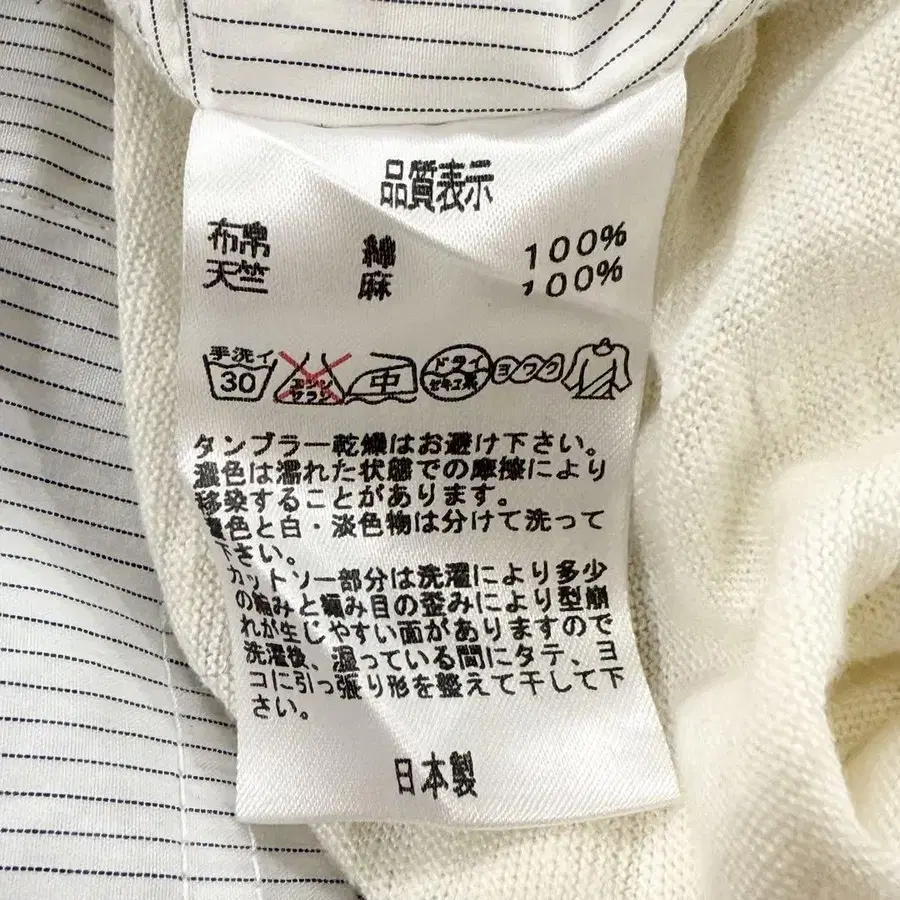 品質表示
布帛 綿 100%
天竺 麻 100%
手洗イ 30 エンソ サラシ 中 ドライ セキユ系 ヨワク
タンブラー乾燥はお避け下さい。
濃色は濡れた状態での摩擦により
移染することがあります。
濃色と白・淡色物は分けて洗って
下さい。
カットソー部分は洗濯により多少
の縮みと編み目の歪みにより型崩
れが生じやすい面がありますので
洗濯後、湿っている間にタテ、ヨ
コに引っ張り形を整えて干して下
さい。
日本製